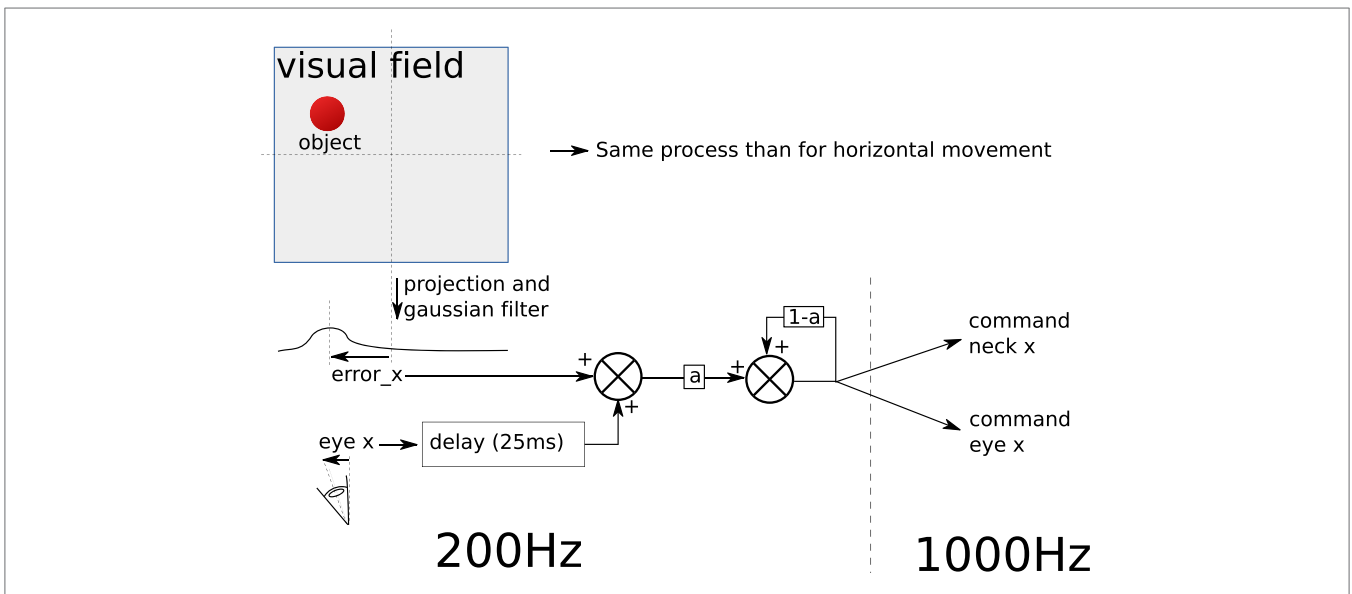 visual field
object
Same process than for horizontal movement
projection and
gaussian filter
1-a
command
neck x
+
+
+
a
error_x
+
command
eye x
eye x
delay (25ms)
200Hz
1000Hz